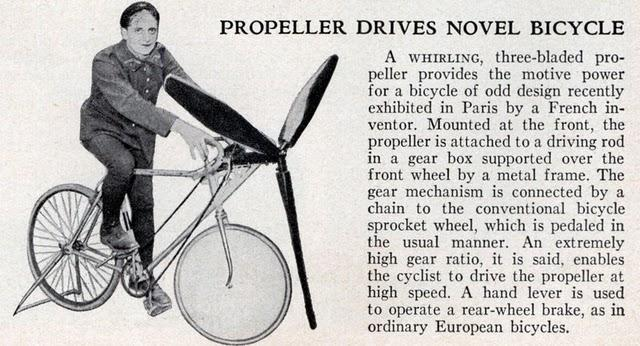 PROPELLER DRIVES NOVEL BICYCLE
A WHIRLING, three-bladed pro-
peller provides the motive power
for a bicycle of odd design recently
exhibited in Paris by a French in-
ventor. Mounted at the front, the
propeller is attached to a driving rod
in a gear box supported over the
front wheel by a metal frame. The
gear mechanism is connected by a
chain to the conventional bicycle
sprocket wheel, which is pedaled in
the usual manner. An extremely
high gear ratio, it is said, enables
the cyclist to drive the propeller at
high speed. A hand lever is used
to operate a rear-wheel brake, as in
ordinary European bicycles.